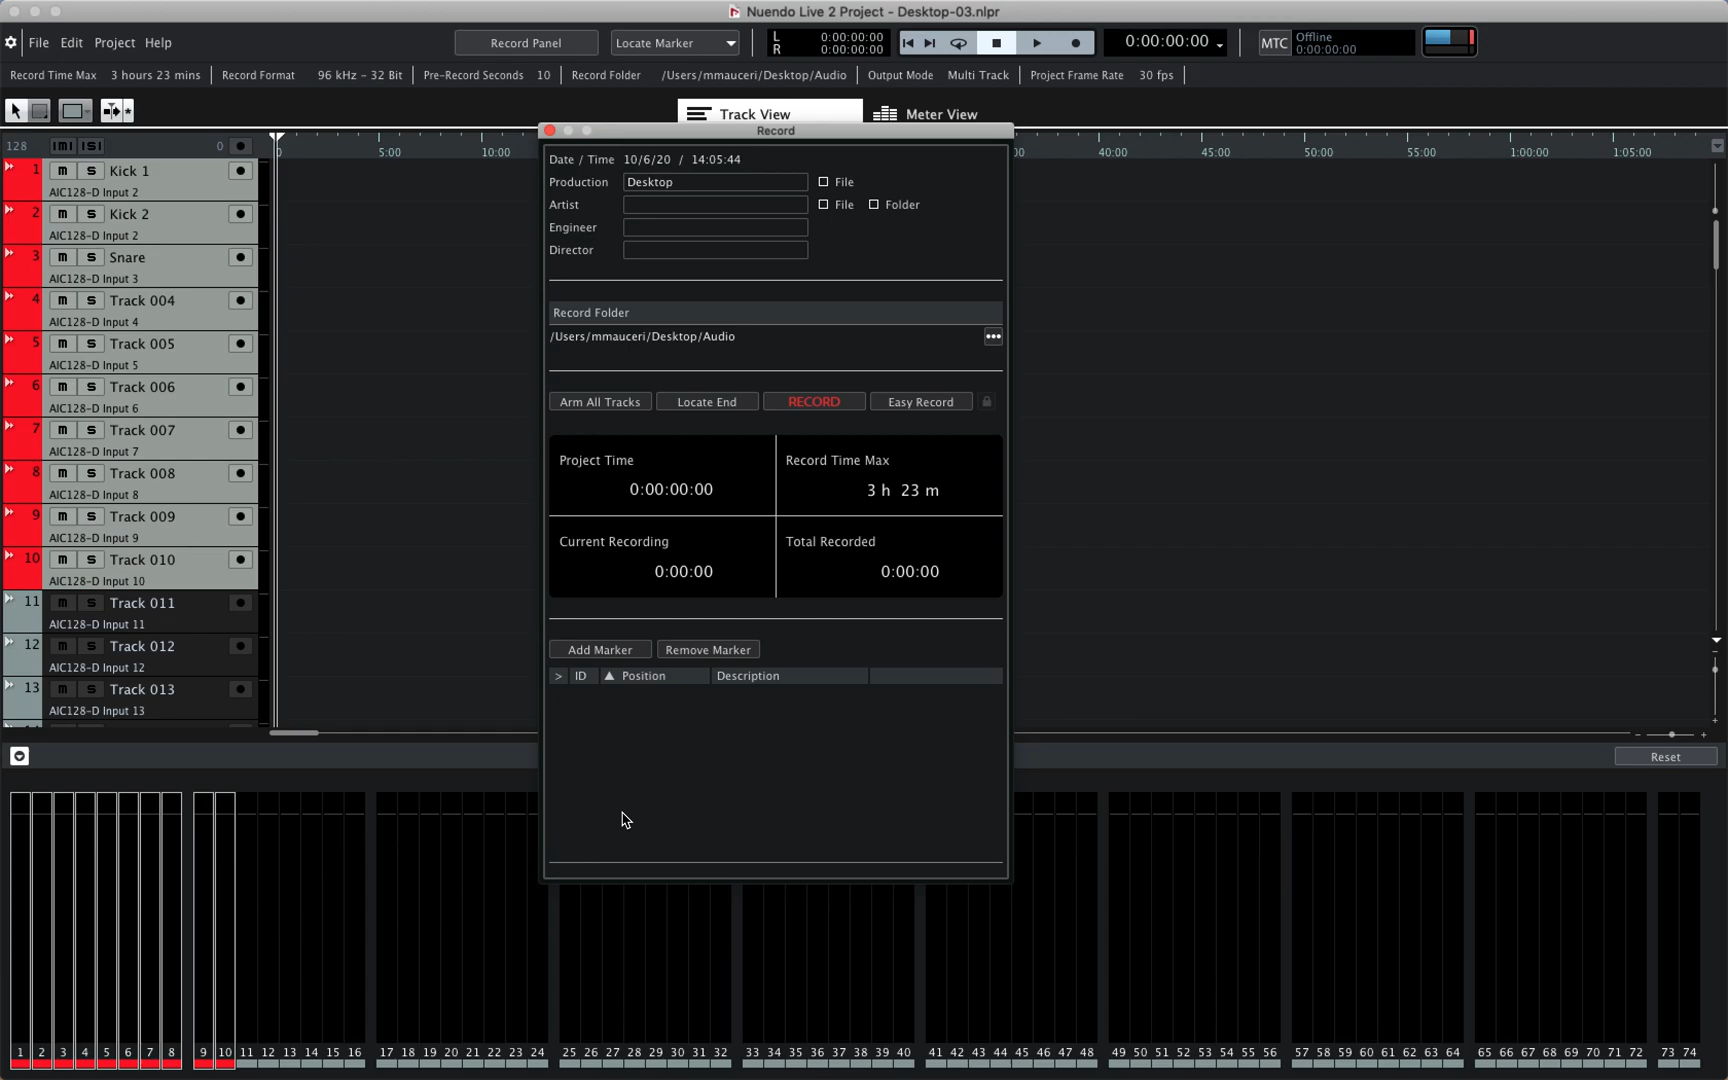 Nuendo Live 2 Project - Desktop-03.nlpr
File Edit Project Help
Record Panel
Locate Marker
L 0:00:00:00
R 0:00:00:00
0:00:00:00
MTC
Offline
0:00:00:00
Record Time Max 3 hours 23 mins Record Format 96 kHz - 32 Bit Pre-Record Seconds 10 Record Folder /Users/mmauceri/Desktop/Audio Output Mode Multi Track Project Frame Rate 30 fps
Track View
Meter View
128 0
0 5:00 10:00 40:00 45:00 50:00 55:00 1:00:00 1:05:00
1 m S Kick 1
AIC128-D Input 2
2 m S Kick 2
AIC128-D Input 2
3 m S Snare
AIC128-D Input 3
4 m S Track 004
AIC128-D Input 4
5 m S Track 005
AIC128-D Input 5
6 m S Track 006
AIC128-D Input 6
7 m S Track 007
AIC128-D Input 7
8 m S Track 008
AIC128-D Input 8
9 m S Track 009
AIC128-D Input 9
10 m S Track 010
AIC128-D Input 10
11 m S Track 011
AIC128-D Input 11
12 m S Track 012
AIC128-D Input 12
13 m S Track 013
AIC128-D Input 13
Record
Date / Time 10/6/20 / 14:05:44
Production Desktop File
Artist File Folder
Engineer
Director
Record Folder
/Users/mmauceri/Desktop/Audio
Arm All Tracks Locate End RECORD Easy Record
Project Time
0:00:00:00
Record Time Max
3 h 23 m
Current Recording
0:00:00
Total Recorded
0:00:00
Add Marker Remove Marker
> ID Position Description
Reset
1 2 3 4 5 6 7 8 9 10 11 12 13 14 15 16 17 18 19 20 21 22 23 24 25 26 27 28 29 30 31 32 33 34 35 36 37 38 39 40 41 42 43 44 45 46 47 48 49 50 51 52 53 54 55 56 57 58 59 60 61 62 63 64 65 66 67 68 69 70 71 72 73 74